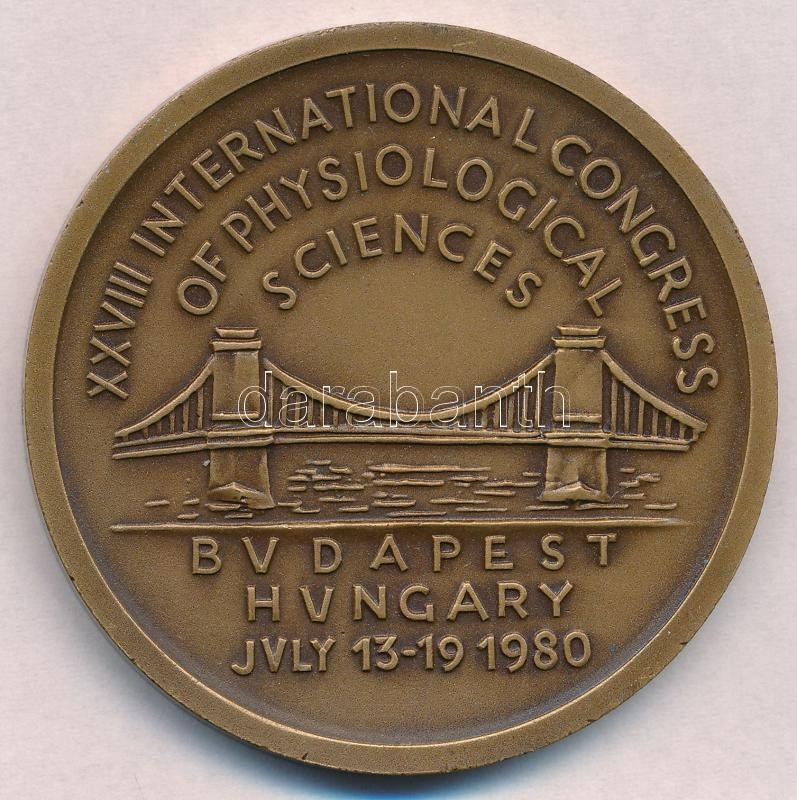 XXVIII INTERNATIONAL CONGRESS
OF PHYSIOLOGICAL
SCIENCES
darabanth
BVDAPEST
HVNGARY
JVLY 13-19 1980